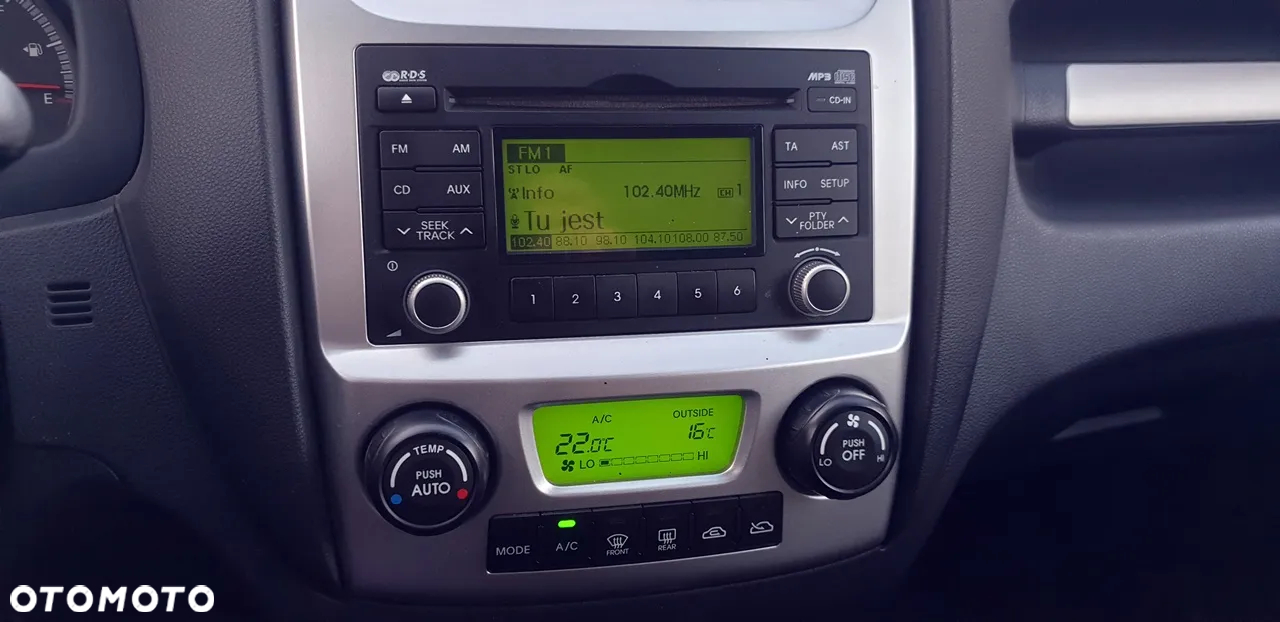 E
R·D·S
MP3
CD-IN
FM AM
TA AST
CD AUX
INFO SETUP
SEEK
TRACK
PTY
FOLDER
FM1
ST LO AF
Info 102.40MHz CH 1
Tu jest
102.40 88.10 98.10 104.10 108.00 87.50
1 2 3 4 5 6
A/C OUTSIDE
22.0°C 16°C
LO HI
TEMP
PUSH
AUTO
PUSH
OFF
LO HI
MODE A/C FRONT REAR
OTOMOTO